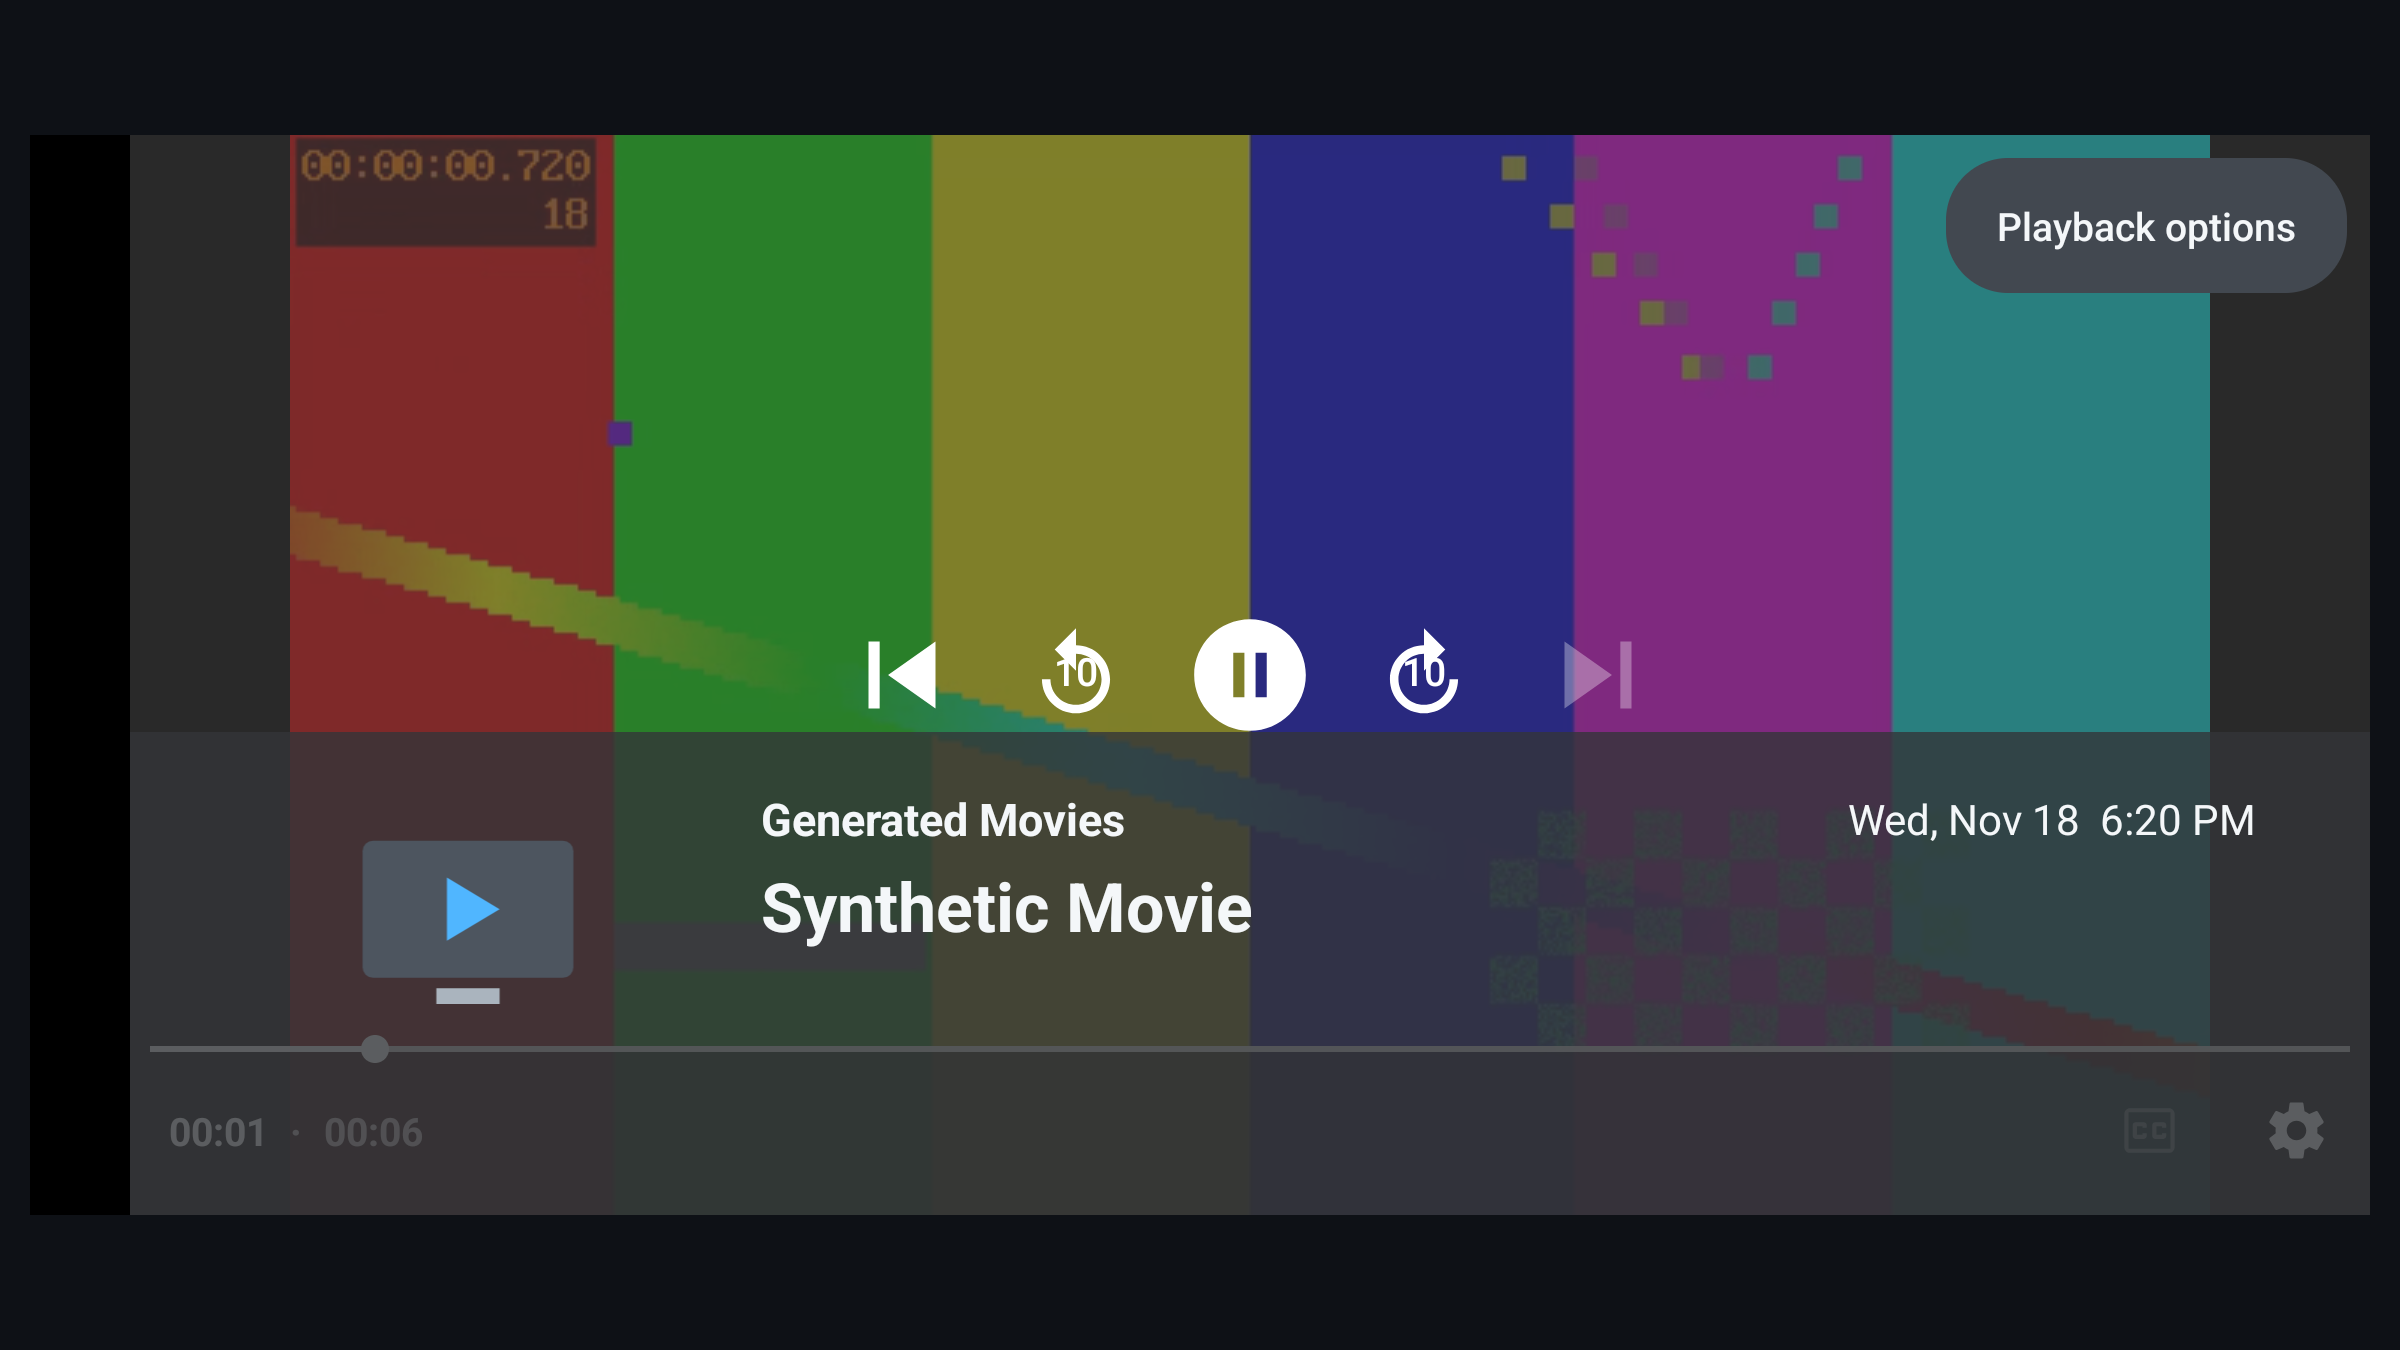 00:00:00.720
18
Playback options
10
10
Generated Movies
Wed, Nov 18 6:20 PM
Synthetic Movie
00:01 · 00:06
CC